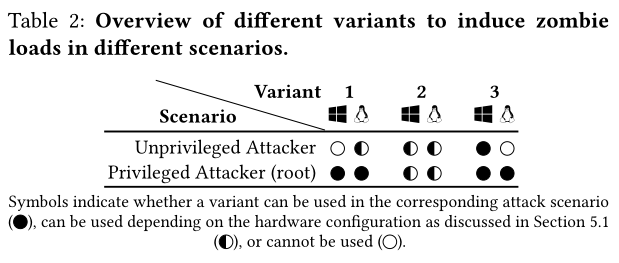 Table 2: Overview of different variants to induce zombie
loads in different scenarios.
Variant 1 2 3
Scenario
Unprivileged Attacker ○ ◐ ◐ ◐ ● ○
Privileged Attacker (root) ● ● ◐ ◐ ● ●
Symbols indicate whether a variant can be used in the corresponding attack scenario
(●), can be used depending on the hardware configuration as discussed in Section 5.1
(◐), or cannot be used (○).